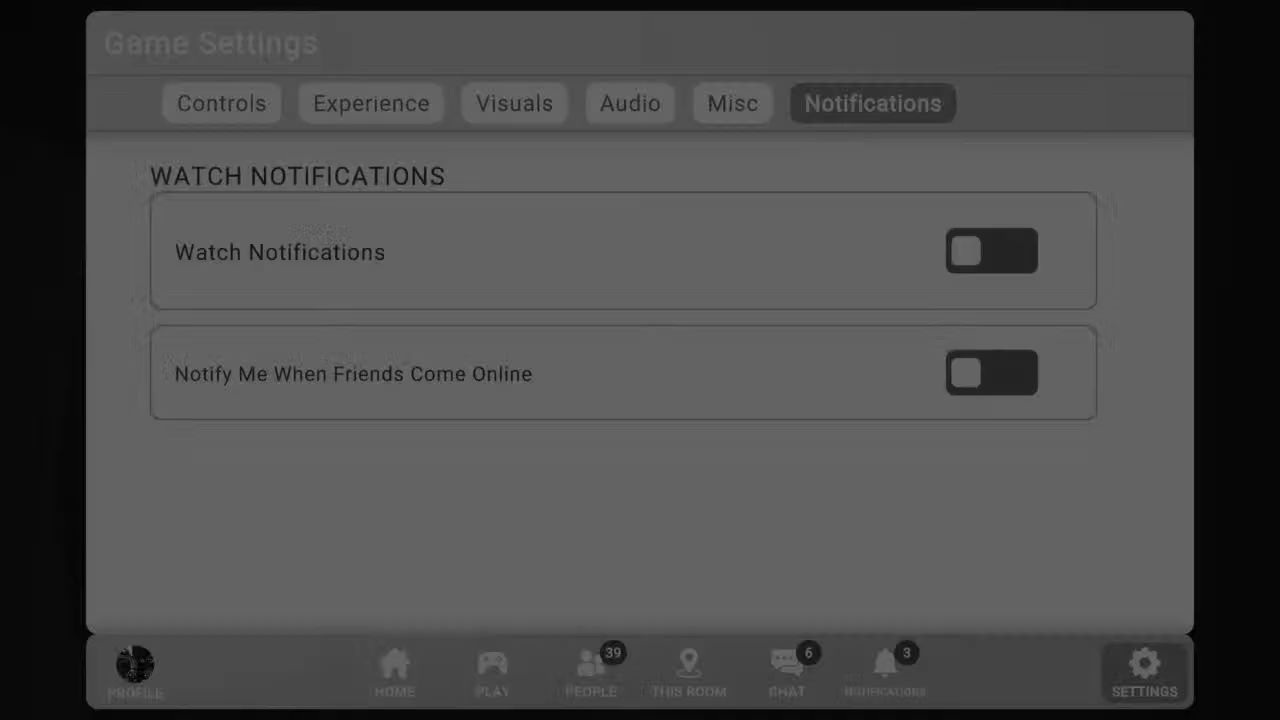 Game Settings
Controls Experience Visuals Audio Misc Notifications
WATCH NOTIFICATIONS
Watch Notifications
Notify Me When Friends Come Online
39 6 3
PROFILE HOME PLAY PEOPLE THIS ROOM CHAT NOTIFICATIONS SETTINGS